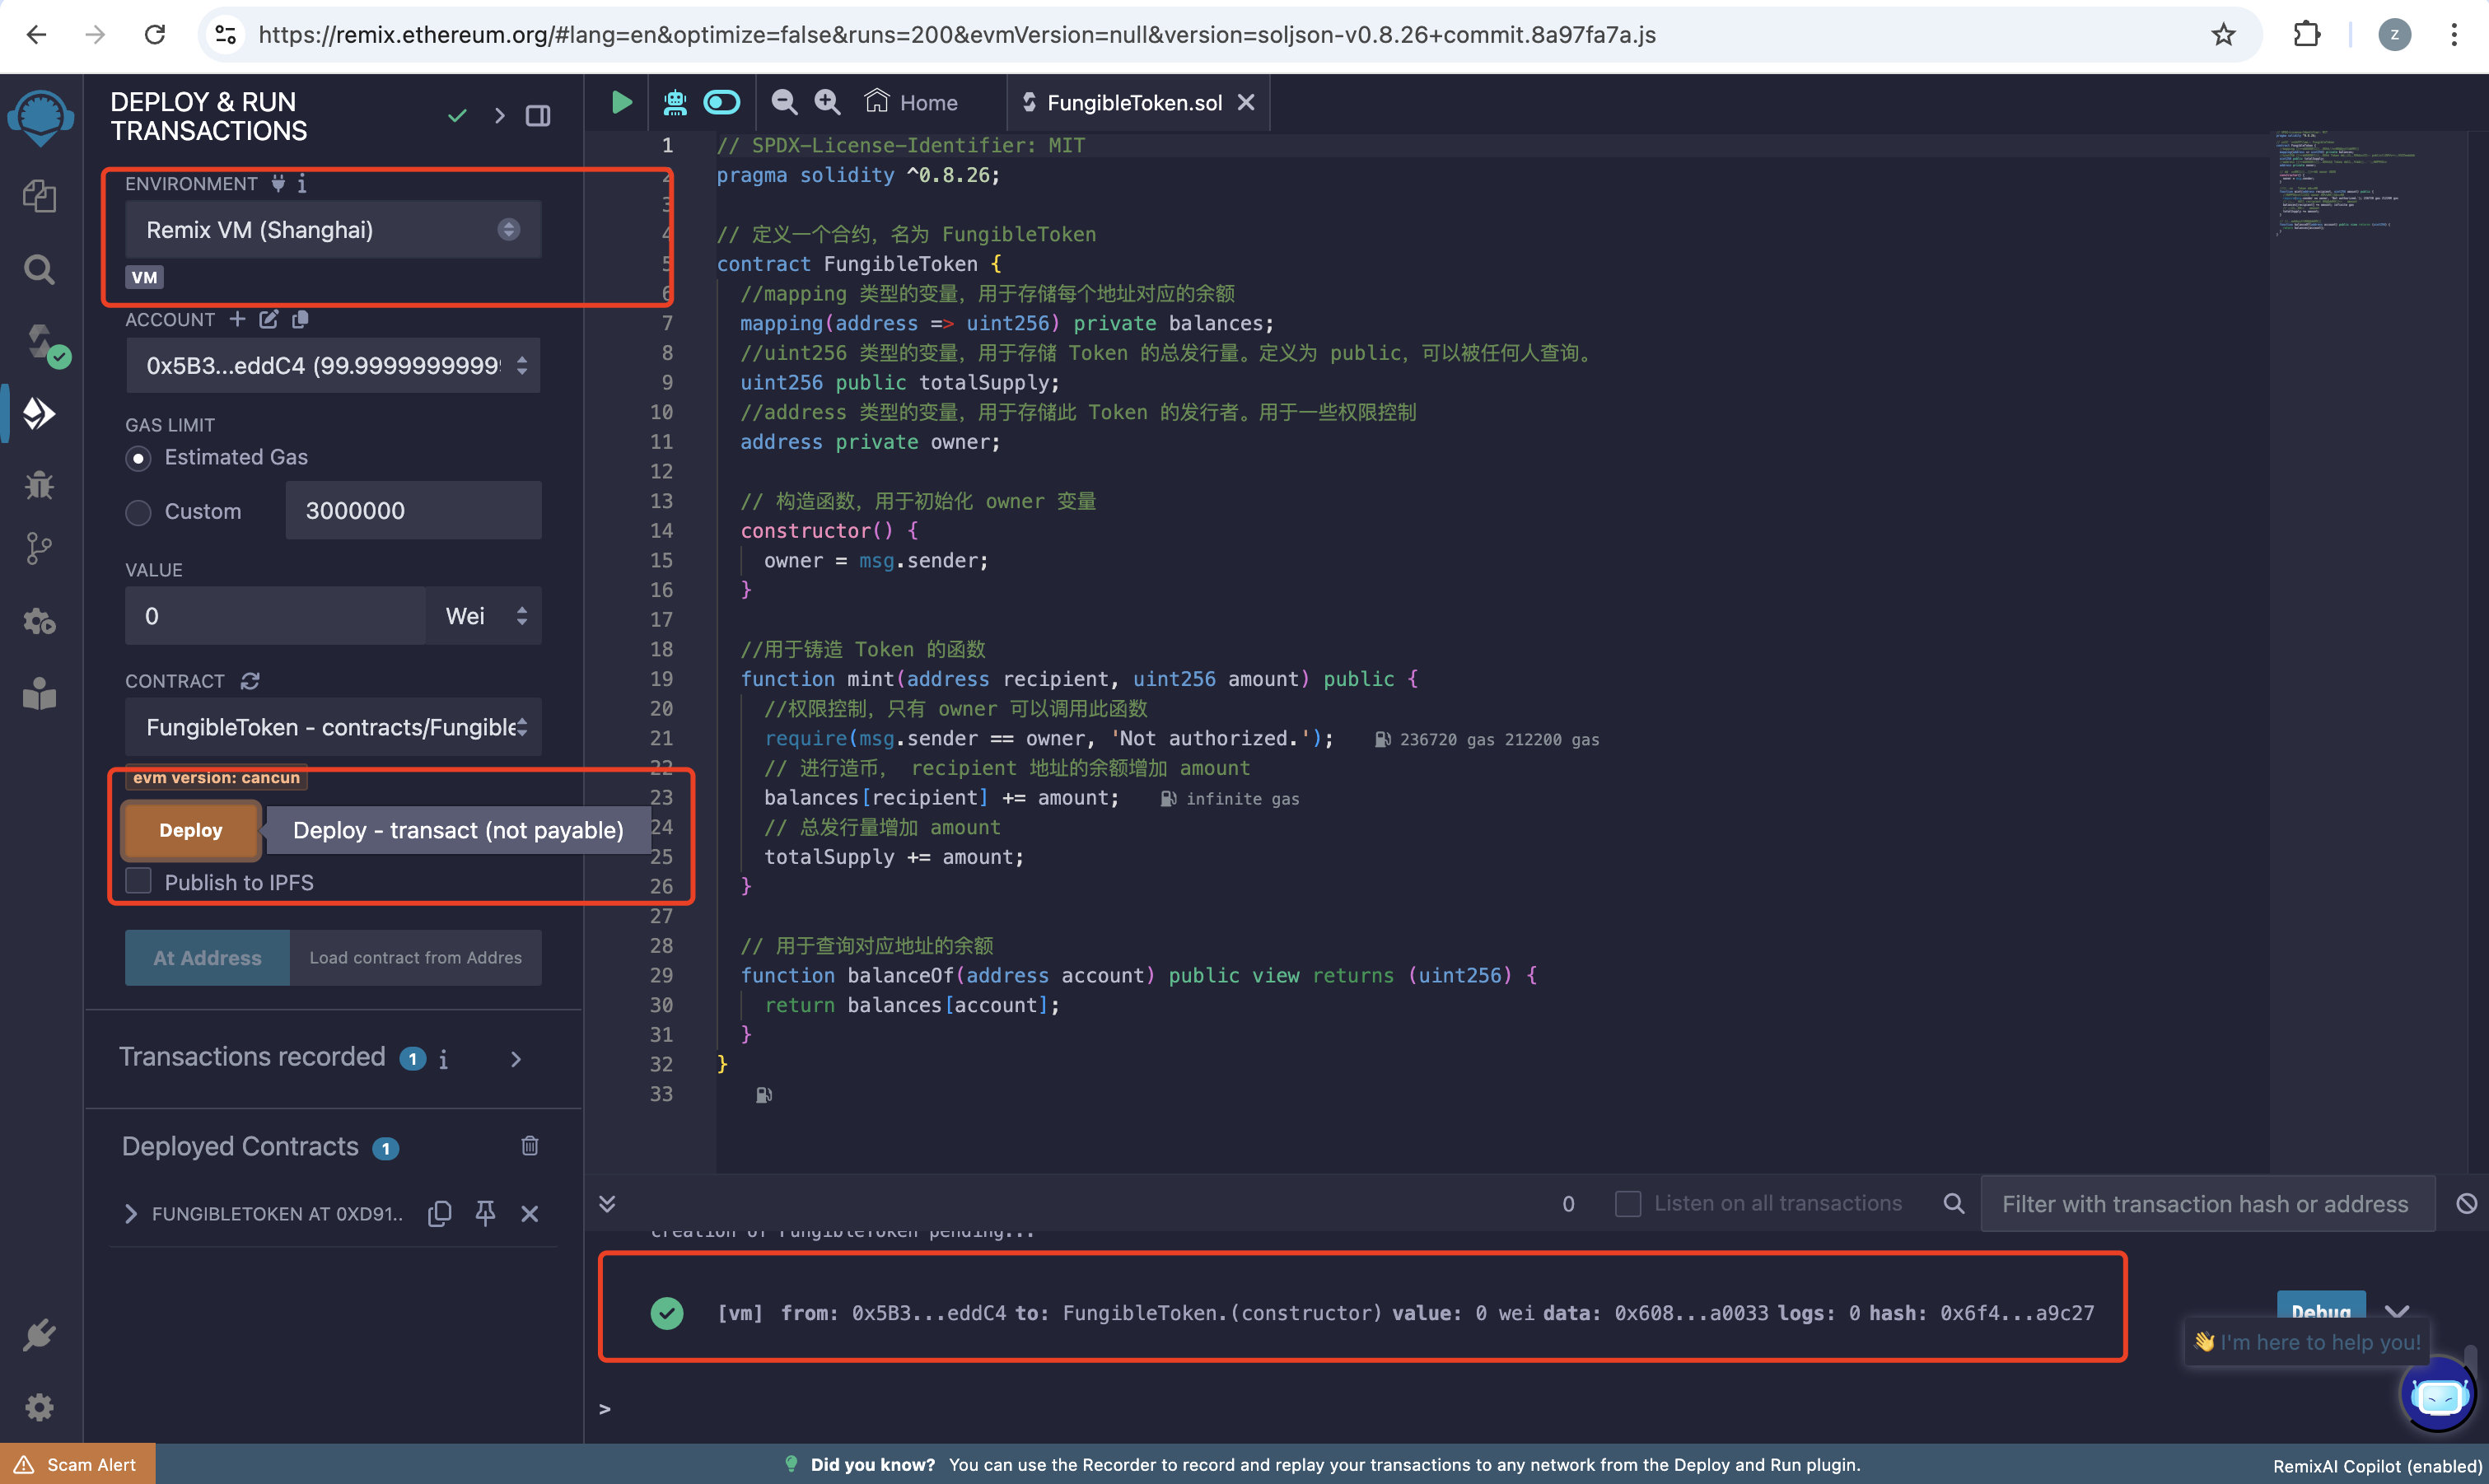 https://remix.ethereum.org/#lang=en&optimize=false&runs=200&evmVersion=null&version=soljson-v0.8.26+commit.8a97fa7a.js
z
DEPLOY & RUN
TRANSACTIONS
ENVIRONMENT
Remix VM (Shanghai)
VM
ACCOUNT
0x5B3...eddC4 (99.9999999999
GAS LIMIT
Estimated Gas
Custom
3000000
VALUE
0
Wei
CONTRACT
FungibleToken - contracts/Fungible
evm version: cancun
Deploy
Deploy - transact (not payable)
Publish to IPFS
At Address
Load contract from Addres
Transactions recorded 1
Deployed Contracts 1
FUNGIBLETOKEN AT 0XD91..
Home
FungibleToken.sol
1 // SPDX-License-Identifier: MIT
2 pragma solidity ^0.8.26;
3
4 // 定义一个合约，名为 FungibleToken
5 contract FungibleToken {
6 //mapping 类型的变量，用于存储每个地址对应的余额
7 mapping(address => uint256) private balances;
8 //uint256 类型的变量，用于存储 Token 的总发行量。定义为 public，可以被任何人查询。
9 uint256 public totalSupply;
10 //address 类型的变量，用于存储此 Token 的发行者。用于一些权限控制
11 address private owner;
12
13 // 构造函数，用于初始化 owner 变量
14 constructor() {
15 owner = msg.sender;
16 }
17
18 //用于铸造 Token 的函数
19 function mint(address recipient, uint256 amount) public {
20 //权限控制，只有 owner 可以调用此函数
21 require(msg.sender == owner, 'Not authorized.'); 236720 gas 212200 gas
22 // 进行造币， recipient 地址的余额增加 amount
23 balances[recipient] += amount; infinite gas
24 // 总发行量增加 amount
25 totalSupply += amount;
26 }
27
28 // 用于查询对应地址的余额
29 function balanceOf(address account) public view returns (uint256) {
30 return balances[account];
31 }
32 }
33
0
Listen on all transactions
Filter with transaction hash or address
creation of FungibleToken pending...
[vm] from: 0x5B3...eddC4 to: FungibleToken.(constructor) value: 0 wei data: 0x608...a0033 logs: 0 hash: 0x6f4...a9c27
Debug
👋 I'm here to help you!
>
Scam Alert
Did you know? You can use the Recorder to record and replay your transactions to any network from the Deploy and Run plugin.
RemixAI Copilot (enabled)